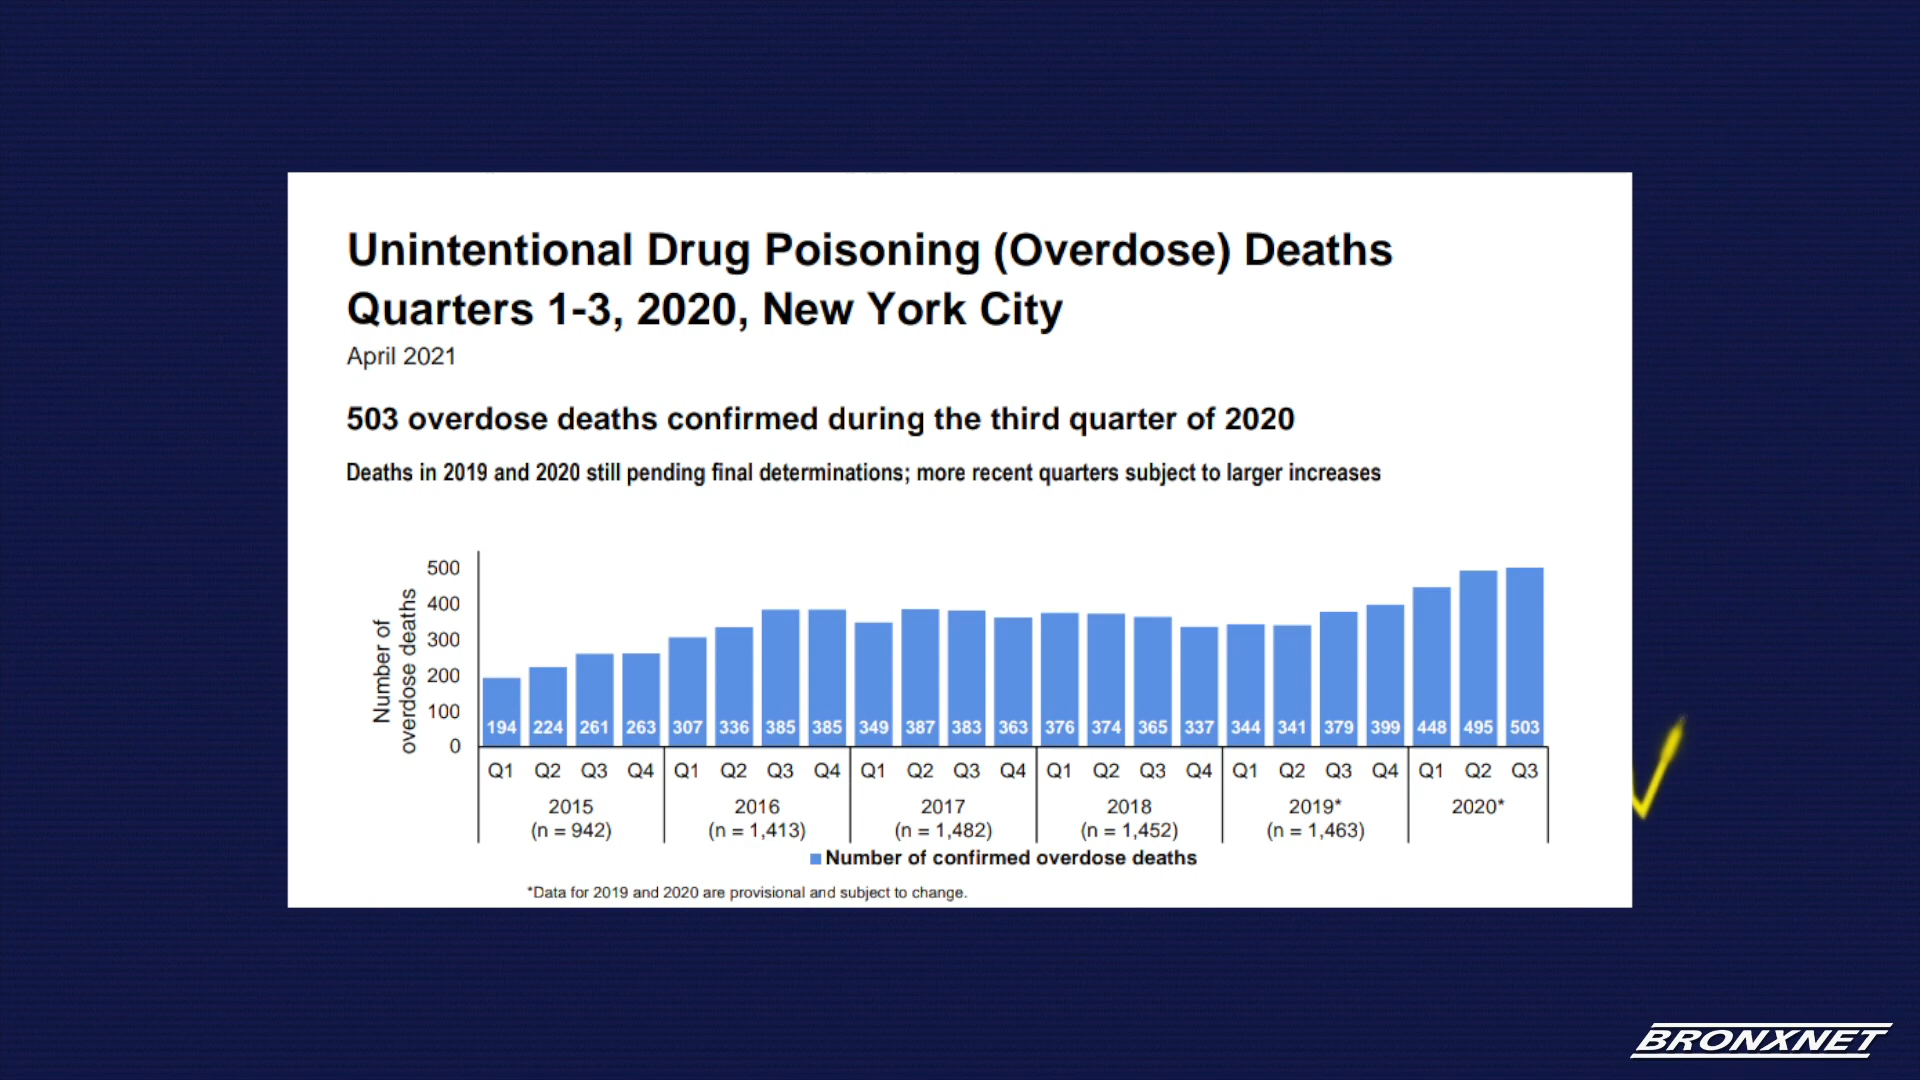 Unintentional Drug Poisoning (Overdose) Deaths
Quarters 1-3, 2020, New York City
April 2021
503 overdose deaths confirmed during the third quarter of 2020
Deaths in 2019 and 2020 still pending final determinations; more recent quarters subject to larger increases
Number of
overdose deaths
500
400
300
200
100
0
194 224 261 263 307 336 385 385 349 387 383 363 376 374 365 337 344 341 379 399 448 495 503
Q1 Q2 Q3 Q4 Q1 Q2 Q3 Q4 Q1 Q2 Q3 Q4 Q1 Q2 Q3 Q4 Q1 Q2 Q3 Q4 Q1 Q2 Q3
2015 2016 2017 2018 2019* 2020*
(n = 942) (n = 1,413) (n = 1,482) (n = 1,452) (n = 1,463)
Number of confirmed overdose deaths
*Data for 2019 and 2020 are provisional and subject to change.
BRONXNET